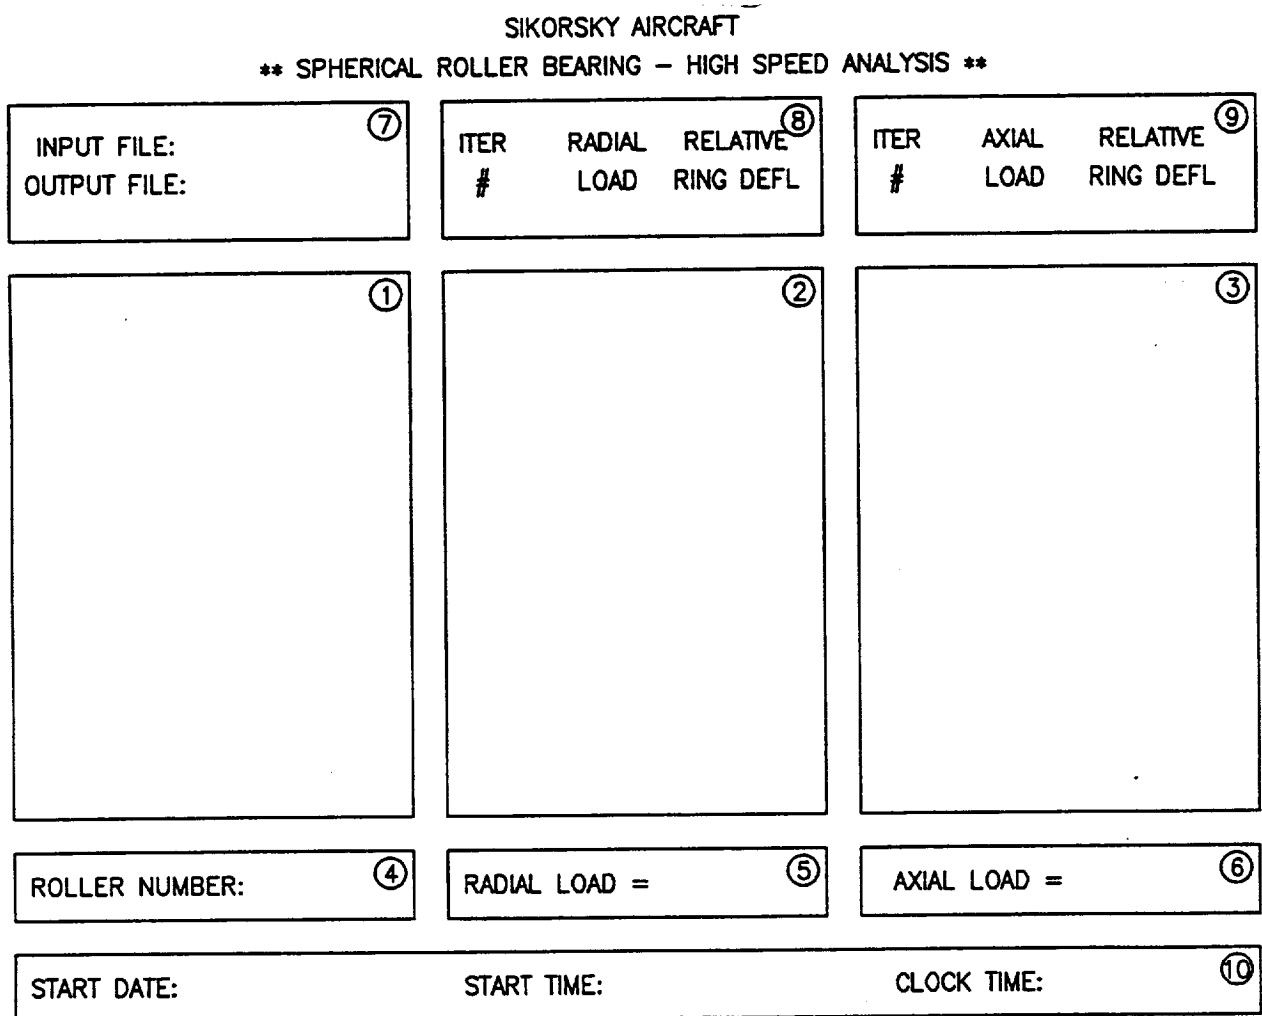 SIKORSKY AIRCRAFT
** SPHERICAL ROLLER BEARING — HIGH SPEED ANALYSIS **
INPUT FILE:
OUTPUT FILE:
7
ITER RADIAL RELATIVE
# LOAD RING DEFL
8
ITER AXIAL RELATIVE
# LOAD RING DEFL
9
1
2
3
ROLLER NUMBER:
4
RADIAL LOAD =
5
AXIAL LOAD =
6
START DATE: START TIME: CLOCK TIME:
10